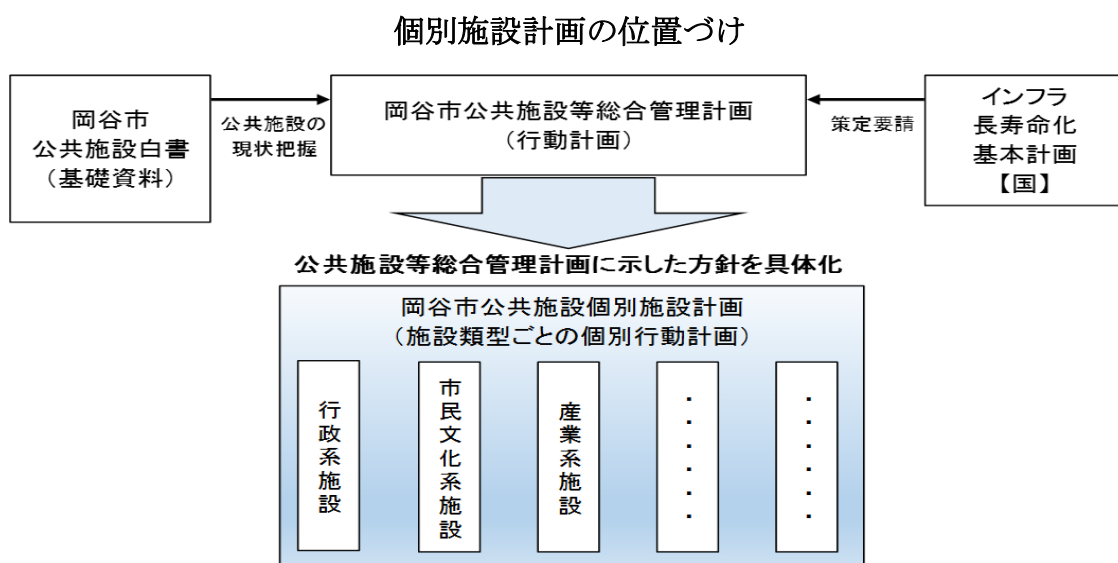 個別施設計画の位置づけ
岡谷市
公共施設白書
(基礎資料)
公共施設の
現状把握
岡谷市公共施設等総合管理計画
(行動計画)
策定要請
インフラ
長寿命化
基本計画
【国】
公共施設等総合管理計画に示した方針を具体化
岡谷市公共施設個別施設計画
(施設類型ごとの個別行動計画)
行政系施設
市民文化系施設
産業系施設
・・・・・・
・・・・・・